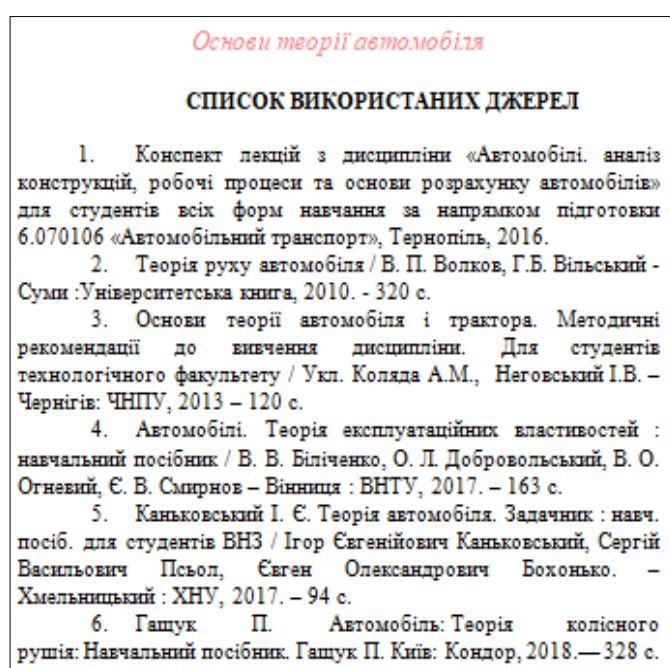 Основи теорії автомобіля
СПИСОК ВИКОРИСТАНИХ ДЖЕРЕЛ
1. Конспект лекцій з дисципліни «Автомобілі. аналіз
конструкцій, робочі процеси та основи розрахунку автомобілів»
для студентів всіх форм навчання за напрямком підготовки
6.070106 «Автомобільний транспорт», Тернопіль, 2016.
2. Теорія руху автомобіля / В. П. Волков, Г.Б. Вільський -
Суми :Університетська книга, 2010. - 320 с.
3. Основи теорії автомобіля і трактора. Методичні
рекомендації до вивчення дисципліни. Для студентів
технологічного факультету / Укл. Коляда А.М., Неговський І.В. –
Чернігів: ЧНПУ, 2013 – 120 с.
4. Автомобілі. Теорія експлуатаційних властивостей :
навчальний посібник / В. В. Біліченко, О. Л. Добровольський, В. О.
Огневий, Є. В. Смирнов – Вінниця : ВНТУ, 2017. – 163 с.
5. Каньковський І. Є. Теорія автомобіля. Задачник : навч.
посіб. для студентів ВНЗ / Ігор Євгенійович Каньковський, Сергій
Васильович Псьол, Євген Олександрович Бохонько. –
Хмельницький : ХНУ, 2017. – 94 с.
6. Гащук П. Автомобіль: Теорія колісного
рушія: Навчальний посібник. Гащук П. Київ: Кондор, 2018.— 328 с.